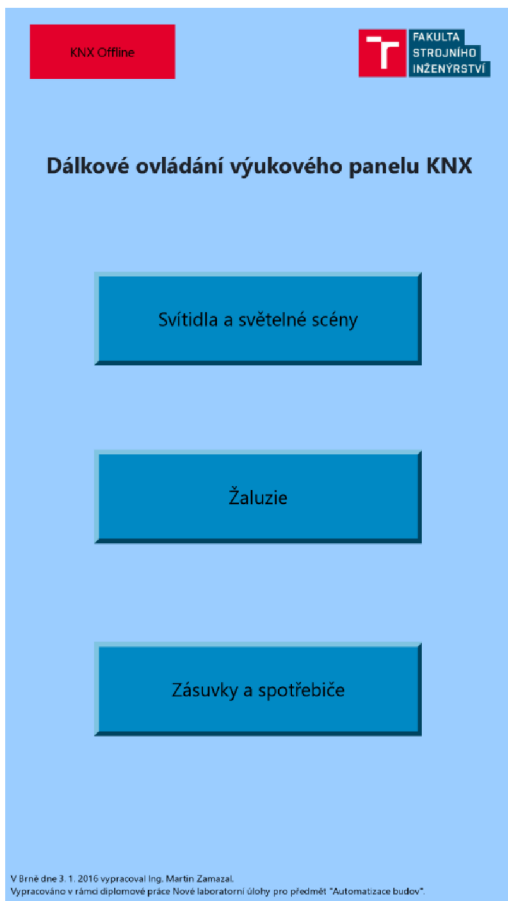 KNX Offline
FAKULTA
STROJNÍHO
INŽENÝRSTVÍ
Dálkové ovládání výukového panelu KNX
Svítidla a světelné scény
Žaluzie
Zásuvky a spotřebiče
V Brně dne 3. 1. 2016 vypracoval Ing. Martin Zamazal.
Vypracováno v rámci diplomové práce Nové laboratorní úlohy pro předmět "Automatizace budov".